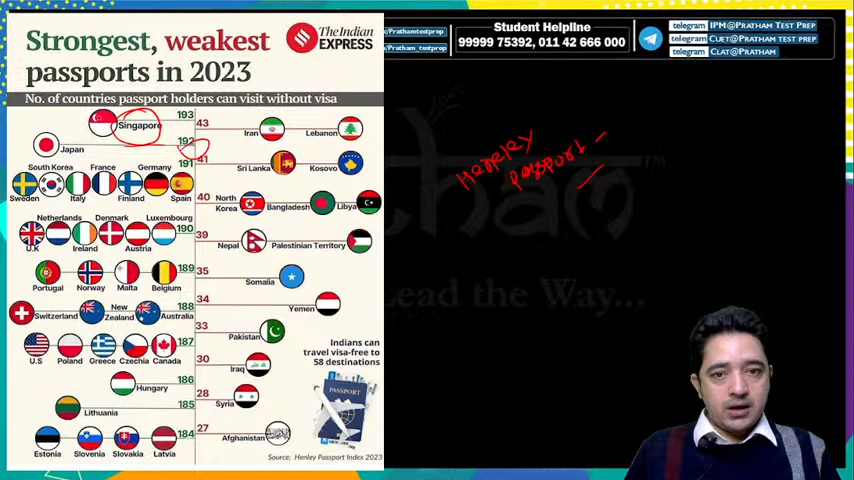 Strongest, weakest
passports in 2023
The Indian
EXPRESS
No. of countries passport holders can visit without visa
Singapore
193
Japan
192
191
South Korea
France
Germany
Sweden
Italy
Finland
Spain
Netherlands
Denmark
Luxembourg
190
U.K
Ireland
Austria
189
Portugal
Norway
Malta
Belgium
188
Switzerland
New
Zealand
Australia
187
U.S
Poland
Greece
Czechia
Canada
186
Hungary
185
Lithuania
184
Estonia
Slovenia
Slovakia
Latvia
43
Iran
Lebanon
41
Sri Lanka
Kosovo
40
North
Korea
Bangladesh
Libya
39
Nepal
Palestinian Territory
35
Somalia
34
Yemen
33
Pakistan
30
Iraq
28
Syria
27
Afghanistan
Indians can
travel visa-free to
58 destinations
PASSPORT
Source: Henley Passport Index 2023
/Prathamtestprep
/Pratham_testprep
Student Helpline
99999 75392, 011 42 666 000
telegram IPM@Pratham Test Prep
telegram CUET@Pratham test prep
telegram CLAT@Pratham
passport
TM
Lead the Way...